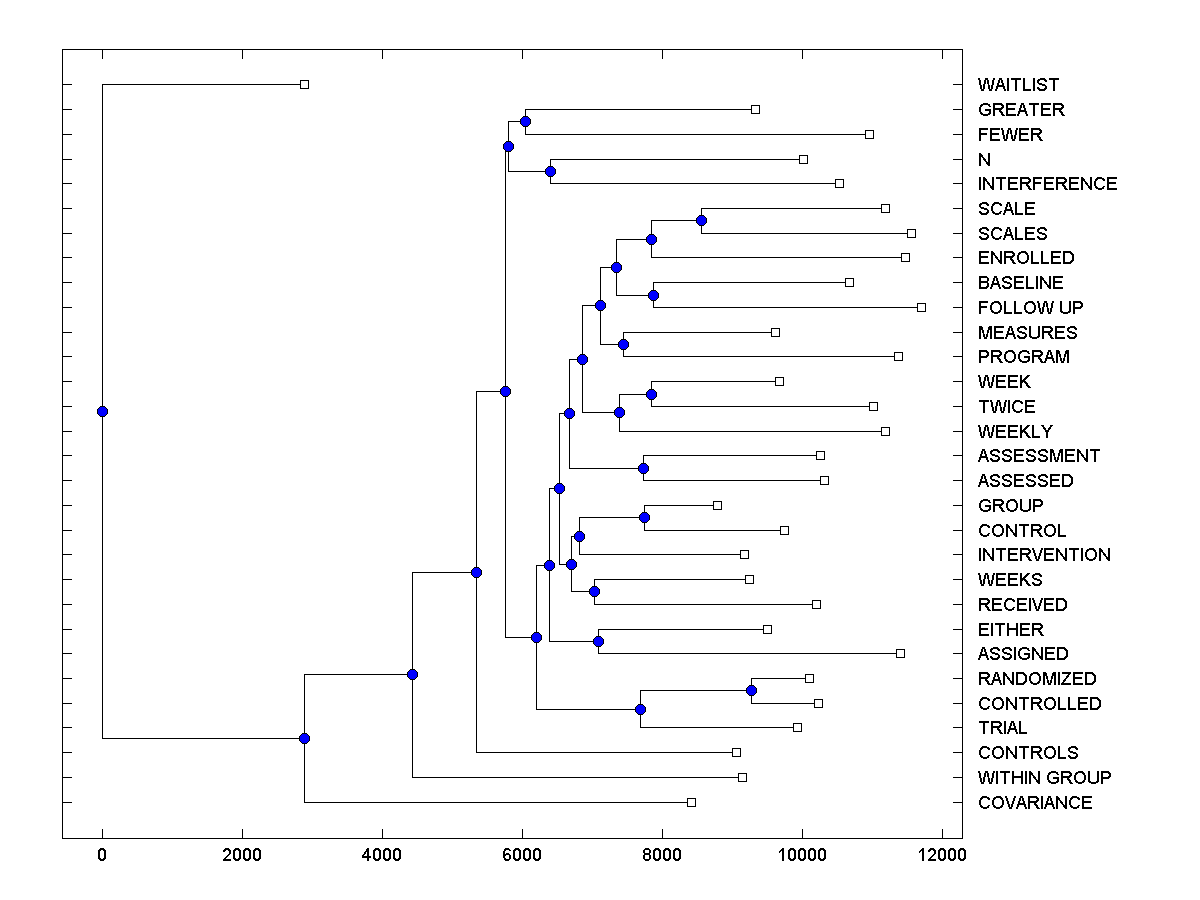 WAITLIST
GREATER
FEWER
N
INTERFERENCE
SCALE
SCALES
ENROLLED
BASELINE
FOLLOW UP
MEASURES
PROGRAM
WEEK
TWICE
WEEKLY
ASSESSMENT
ASSESSED
GROUP
CONTROL
INTERVENTION
WEEKS
RECEIVED
EITHER
ASSIGNED
RANDOMIZED
CONTROLLED
TRIAL
CONTROLS
WITHIN GROUP
COVARIANCE
0 2000 4000 6000 8000 10000 12000